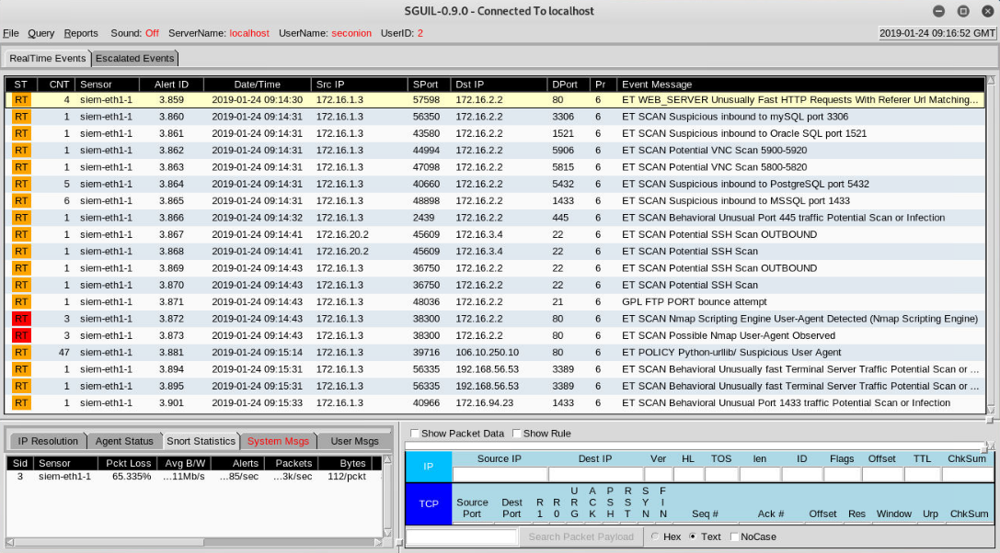 SGUIL-0.9.0 - Connected To localhost
File Query Reports Sound: Off ServerName: localhost UserName: seconion UserID: 2 2019-01-24 09:16:52 GMT
RealTime Events Escalated Events
ST CNT Sensor Alert ID Date/Time Src IP SPort Dst IP DPort Pr Event Message
RT 4 siem-eth1-1 3.859 2019-01-24 09:14:30 172.16.1.3 57598 172.16.2.2 80 6 ET WEB_SERVER Unusually Fast HTTP Requests With Referer Url Matching...
RT 1 siem-eth1-1 3.860 2019-01-24 09:14:31 172.16.1.3 56350 172.16.2.2 3306 6 ET SCAN Suspicious inbound to mySQL port 3306
RT 1 siem-eth1-1 3.861 2019-01-24 09:14:31 172.16.1.3 43580 172.16.2.2 1521 6 ET SCAN Suspicious inbound to Oracle SQL port 1521
RT 1 siem-eth1-1 3.862 2019-01-24 09:14:31 172.16.1.3 44994 172.16.2.2 5906 6 ET SCAN Potential VNC Scan 5900-5920
RT 1 siem-eth1-1 3.863 2019-01-24 09:14:31 172.16.1.3 47098 172.16.2.2 5815 6 ET SCAN Potential VNC Scan 5800-5820
RT 5 siem-eth1-1 3.864 2019-01-24 09:14:31 172.16.1.3 40660 172.16.2.2 5432 6 ET SCAN Suspicious inbound to PostgreSQL port 5432
RT 6 siem-eth1-1 3.865 2019-01-24 09:14:31 172.16.1.3 48898 172.16.2.2 1433 6 ET SCAN Suspicious inbound to MSSQL port 1433
RT 1 siem-eth1-1 3.866 2019-01-24 09:14:32 172.16.1.3 2439 172.16.2.2 445 6 ET SCAN Behavioral Unusual Port 445 traffic Potential Scan or Infection
RT 1 siem-eth1-1 3.867 2019-01-24 09:14:41 172.16.20.2 45609 172.16.3.4 22 6 ET SCAN Potential SSH Scan OUTBOUND
RT 1 siem-eth1-1 3.868 2019-01-24 09:14:41 172.16.20.2 45609 172.16.3.4 22 6 ET SCAN Potential SSH Scan
RT 1 siem-eth1-1 3.869 2019-01-24 09:14:43 172.16.1.3 36750 172.16.2.2 22 6 ET SCAN Potential SSH Scan OUTBOUND
RT 1 siem-eth1-1 3.870 2019-01-24 09:14:43 172.16.1.3 36750 172.16.2.2 22 6 ET SCAN Potential SSH Scan
RT 1 siem-eth1-1 3.871 2019-01-24 09:14:43 172.16.1.3 48036 172.16.2.2 21 6 GPL FTP PORT bounce attempt
RT 3 siem-eth1-1 3.872 2019-01-24 09:14:43 172.16.1.3 38300 172.16.2.2 80 6 ET SCAN Nmap Scripting Engine User-Agent Detected (Nmap Scripting Engine)
RT 3 siem-eth1-1 3.873 2019-01-24 09:14:43 172.16.1.3 38300 172.16.2.2 80 6 ET SCAN Possible Nmap User-Agent Observed
RT 47 siem-eth1-1 3.881 2019-01-24 09:15:14 172.16.1.3 39716 106.10.250.10 80 6 ET POLICY Python-urllib/ Suspicious User Agent
RT 1 siem-eth1-1 3.894 2019-01-24 09:15:31 172.16.1.3 56335 192.168.56.53 3389 6 ET SCAN Behavioral Unusually fast Terminal Server Traffic Potential Scan or ...
RT 1 siem-eth1-1 3.895 2019-01-24 09:15:31 172.16.1.3 56335 192.168.56.53 3389 6 ET SCAN Behavioral Unusually fast Terminal Server Traffic Potential Scan or ...
RT 1 siem-eth1-1 3.901 2019-01-24 09:15:33 172.16.1.3 40966 172.16.94.23 1433 6 ET SCAN Behavioral Unusual Port 1433 traffic Potential Scan or Infection
IP Resolution Agent Status Snort Statistics System Msgs User Msgs
Sid Sensor Pckt Loss Avg B/W Alerts Packets Bytes
3 siem-eth1-1 65.335% ...11Mb/s ...85/sec ...3k/sec 112/pckt
Show Packet Data Show Rule
IP Source IP Dest IP Ver HL TOS len ID Flags Offset TTL ChkSum
TCP Source Port Dest Port R1 R0 URG ACK PSH RST SYN FIN Seq # Ack # Offset Res Window Urp ChkSum
Search Packet Payload Hex Text NoCase